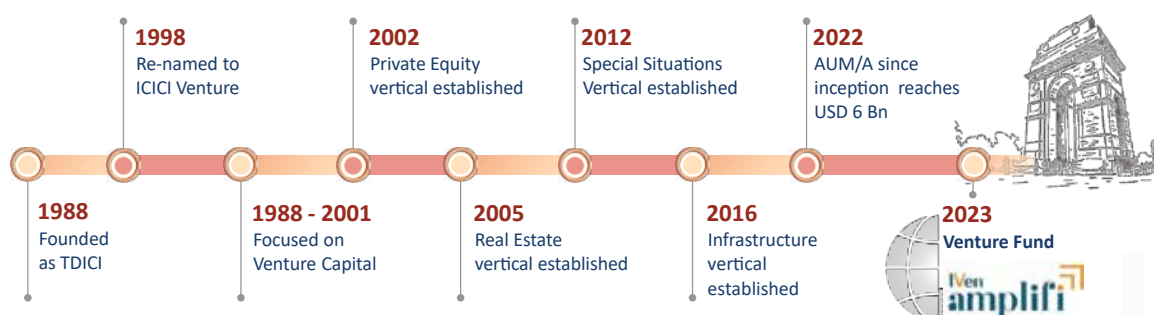 1998
Re-named to
ICICI Venture
2002
Private Equity
vertical established
2012
Special Situations
Vertical established
2022
AUM/A since
inception reaches
USD 6 Bn
1988
Founded
as TDICI
1988 - 2001
Focused on
Venture Capital
2005
Real Estate
vertical established
2016
Infrastructure
vertical
established
2023
Venture Fund
IVen
amplifi